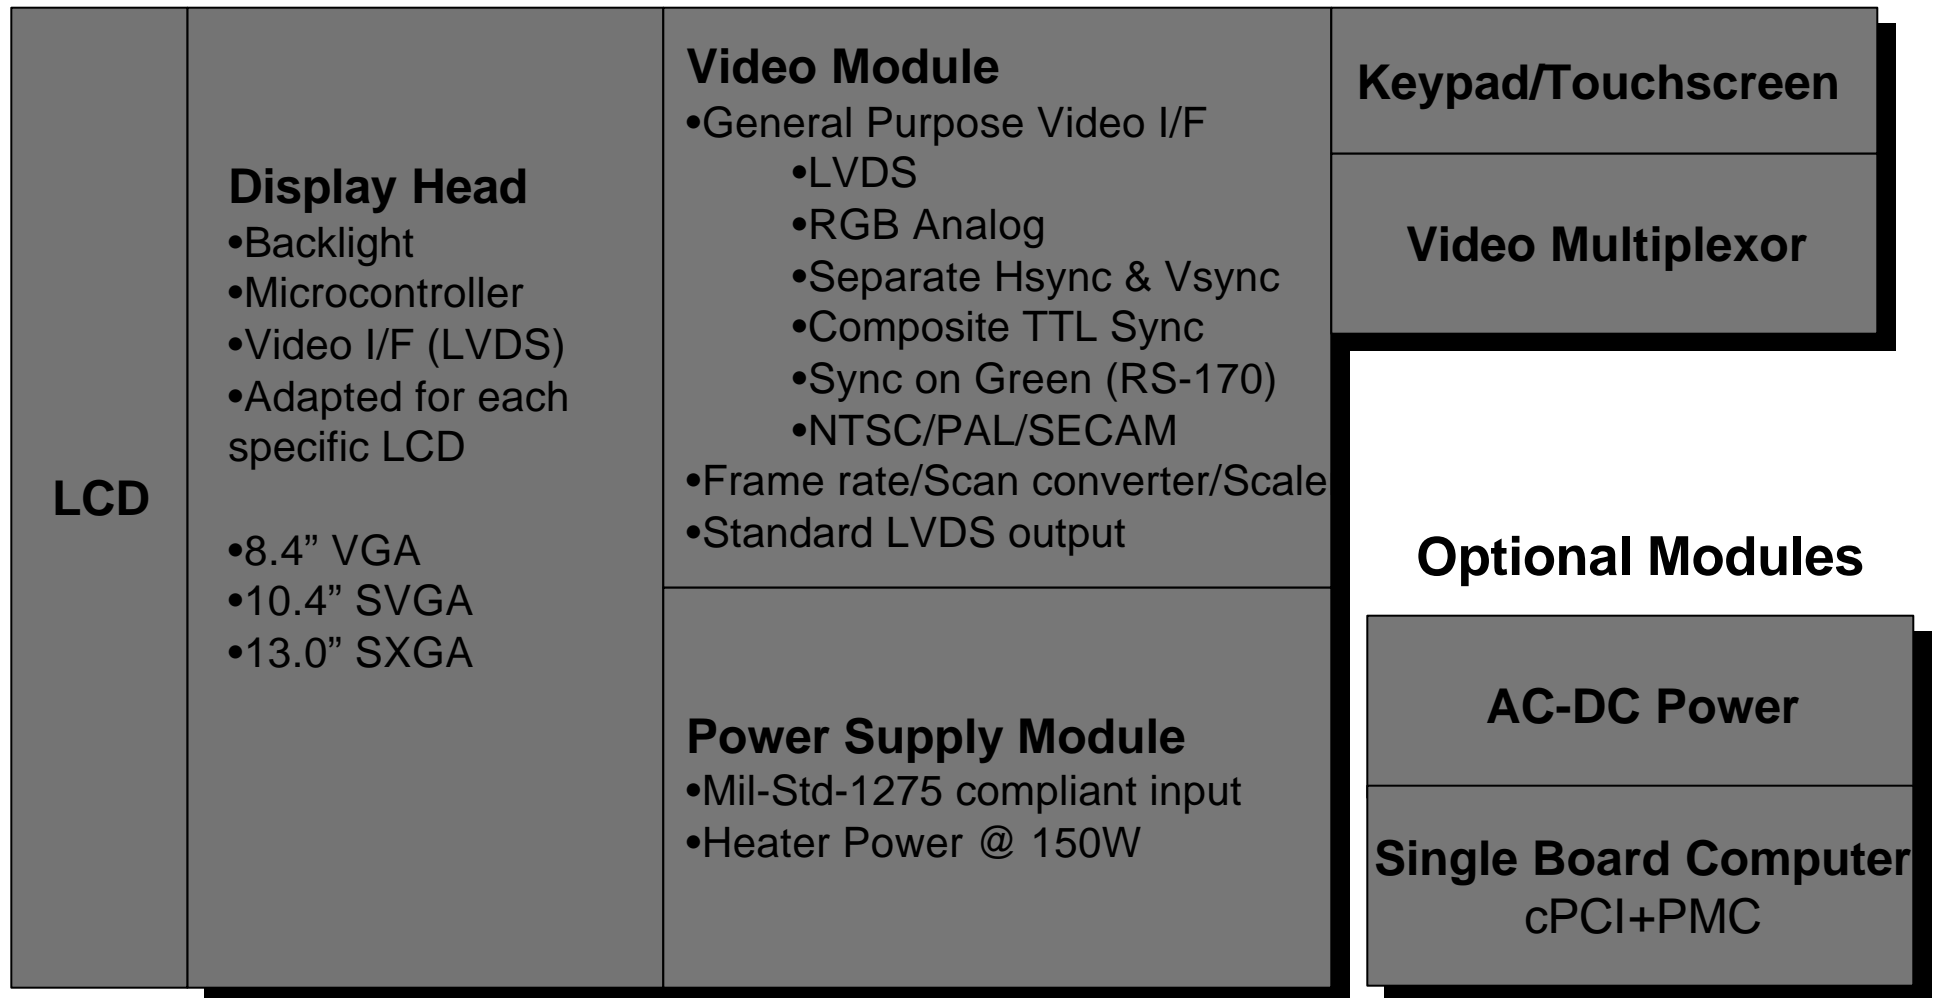 LCD
Display Head
•Backlight
•Microcontroller
•Video I/F (LVDS)
•Adapted for each
specific LCD
•8.4” VGA
•10.4” SVGA
•13.0” SXGA
Video Module
•General Purpose Video I/F
•LVDS
•RGB Analog
•Separate Hsync & Vsync
•Composite TTL Sync
•Sync on Green (RS-170)
•NTSC/PAL/SECAM
•Frame rate/Scan converter/Scale
•Standard LVDS output
Power Supply Module
•Mil-Std-1275 compliant input
•Heater Power @ 150W
Keypad/Touchscreen
Video Multiplexor
Optional Modules
AC-DC Power
Single Board Computer
cPCI+PMC